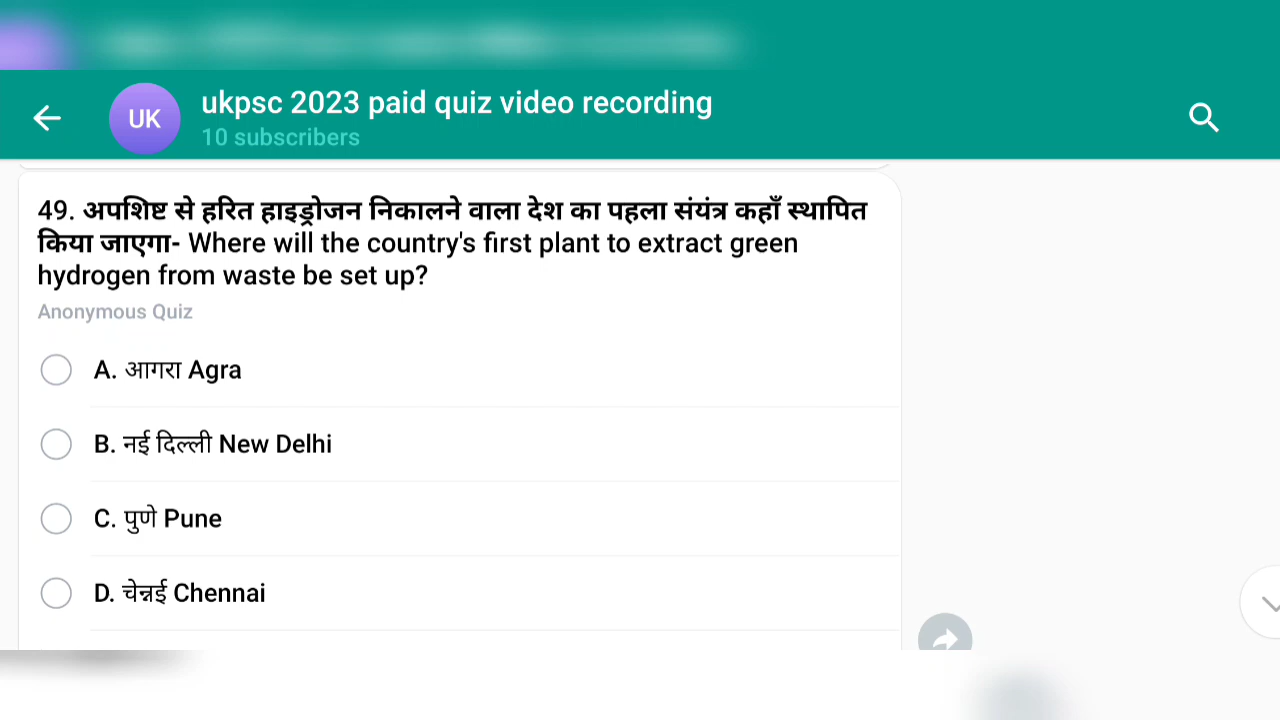 UK
ukpsc 2023 paid quiz video recording
10 subscribers
49. अपशिष्ट से हरित हाइड्रोजन निकालने वाला देश का पहला संयंत्र कहाँ स्थापित
किया जाएगा- Where will the country's first plant to extract green
hydrogen from waste be set up?
Anonymous Quiz
A. आगरा Agra
B. नई दिल्ली New Delhi
C. पुणे Pune
D. चेन्नई Chennai